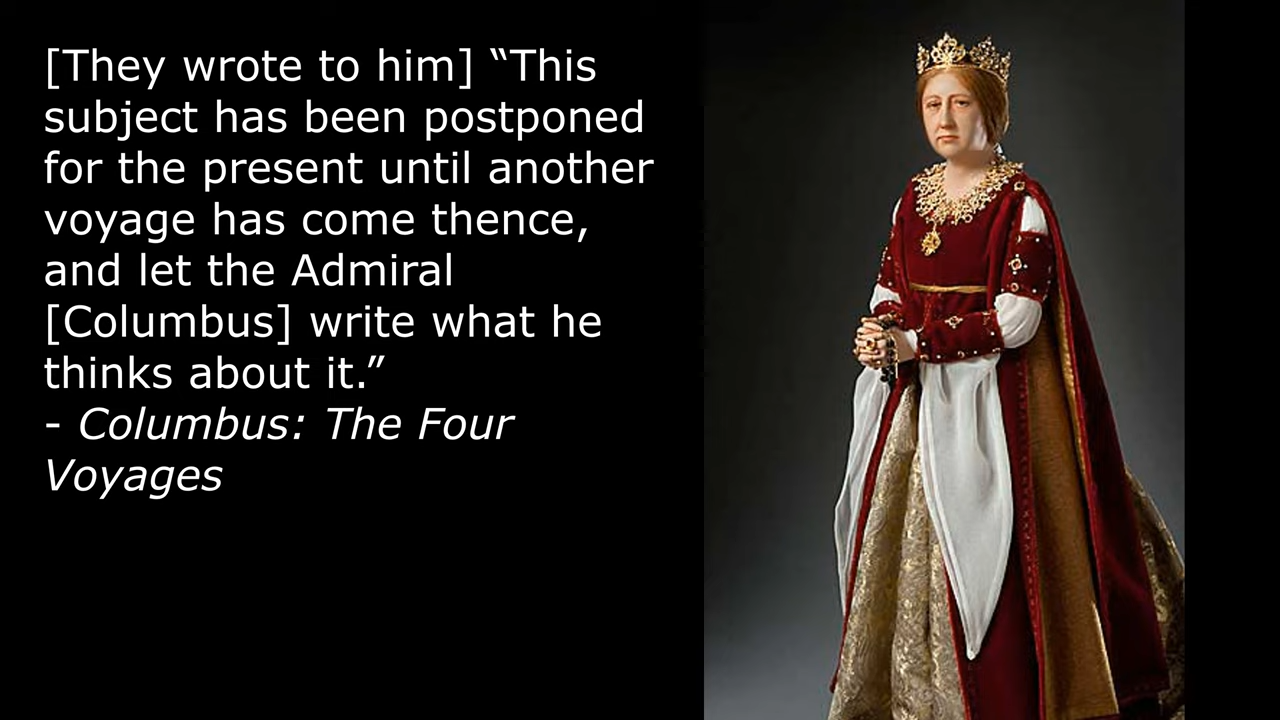 [They wrote to him] “This
subject has been postponed
for the present until another
voyage has come thence,
and let the Admiral
[Columbus] write what he
thinks about it.”
- Columbus: The Four
Voyages